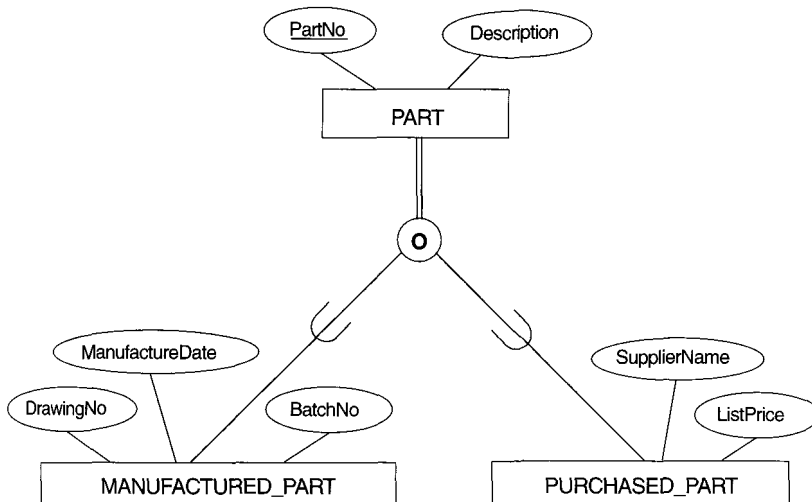 PartNo
Description
PART
O
ManufactureDate
SupplierName
DrawingNo
BatchNo
ListPrice
MANUFACTURED_PART
PURCHASED_PART